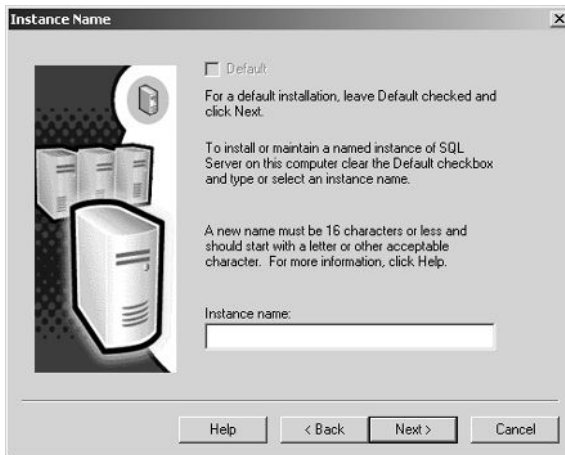 Instance Name
Default
For a default installation, leave Default checked and
click Next.
To install or maintain a named instance of SQL
Server on this computer clear the Default checkbox
and type or select an instance name.
A new name must be 16 characters or less and
should start with a letter or other acceptable
character. For more information, click Help.
Instance name:
Help
< Back
Next >
Cancel